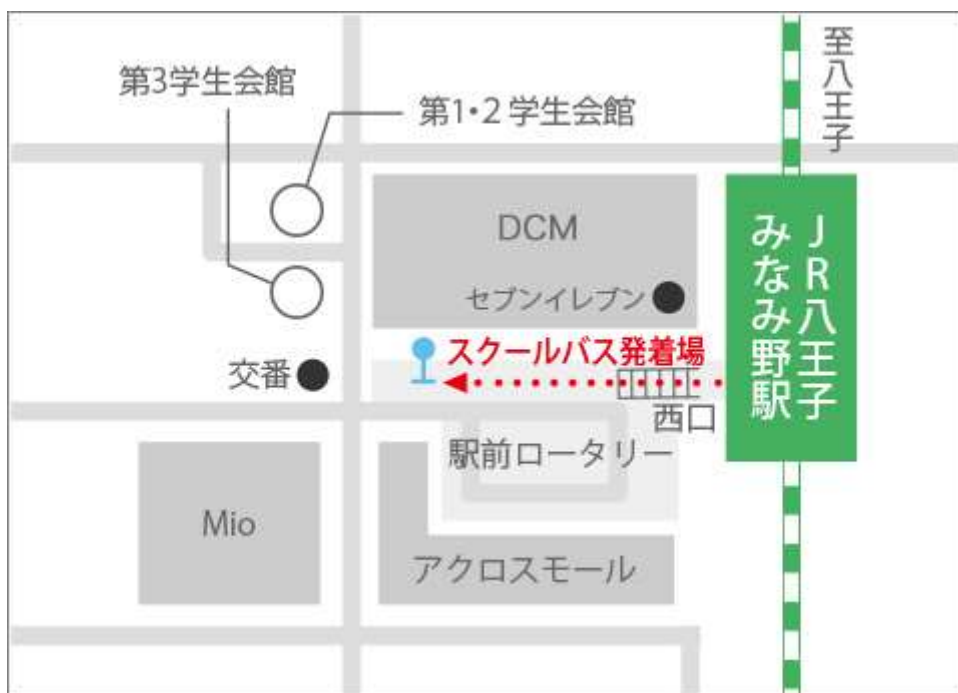 至八王子
第3学生会館
第1・2 学生会館
DCM
セブンイレブン
JR八王子
みなみ野駅
スクールバス発着場
交番
西口
駅前ロータリー
Mio
アクロスモール